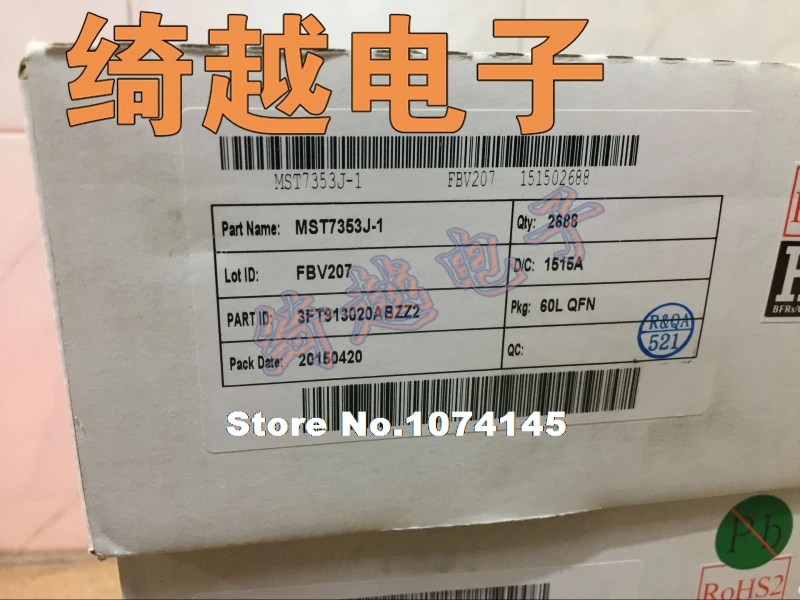 绮越电子
MST7353J-1 FBV207 151502688
Part Name: MST7353J-1 Qty: 2688
Lot ID: FBV207 D/C: 1515A
PART ID: 3FT913020ABZZ2 Pkg: 60L QFN
Pack Date: 20150420 QC:
R&QA
521
绮越电子
Store No.1074145
BFRs/
Pb
RoHS2